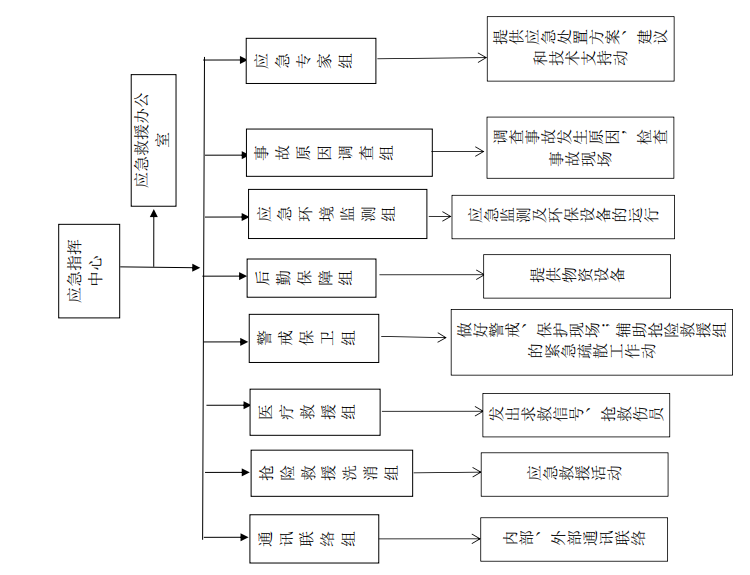 应急指挥
中心
应急救援办公
室
应急专家组
提供应急处置方案、建议
和技术支持动
事故原因调查组
调查事故发生原因，检查
事故现场
应急环境监测组
应急监测及环保设备的运行
后勤保障组
提供物资设备
警戒保卫组
做好警戒、保护现场；辅助抢险救援组
的紧急疏散工作动
医疗救援组
发出求救信号、抢救伤员
抢险救援洗消组
应急救援活动
通讯联络组
内部、外部通讯联络